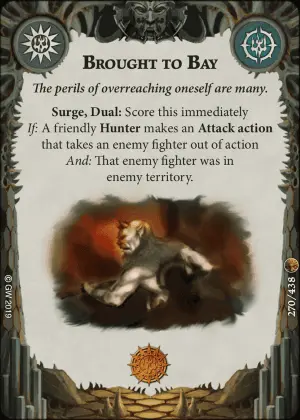 Brought to Bay
The perils of overreaching oneself are many.
Surge, Dual: Score this immediately
If: A friendly Hunter makes an Attack action
that takes an enemy fighter out of action
And: That enemy fighter was in
enemy territory.
© GW 2019
270/438